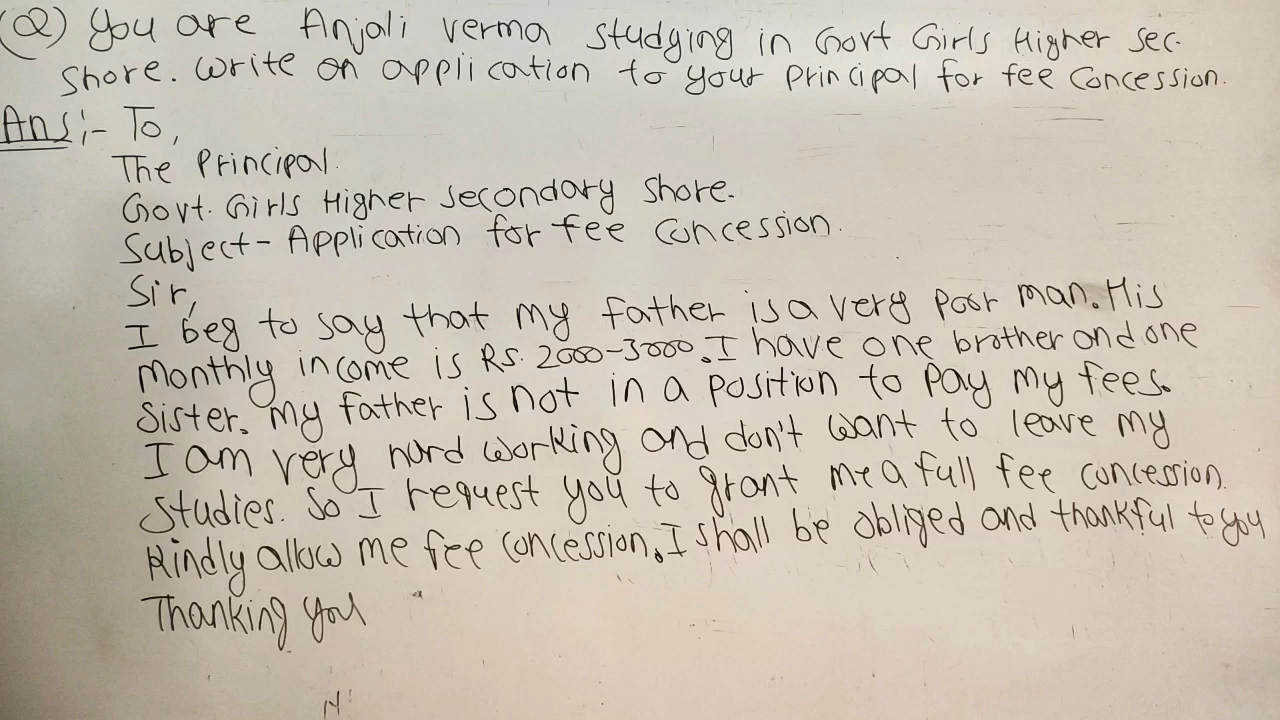 (Q) You are Anjali verma studying in Govt Girls Higher sec.
Shore. Write an application to your Principal for fee Concession.
Ans:- To,
The Principal.
Govt. Girls Higher secondary shore.
Subject- Application for fee concession.
Sir,
I beg to say that my father is a very poor man. His
Monthly income is Rs. 2000-3000. I have one brother and one
Sister. My father is not in a position to pay my fees.
I am very hard working and don't want to leave my
studies. So I request you to grant me a full fee concession.
Kindly allow me fee concession. I shall be obliged and thankful to you
Thanking you